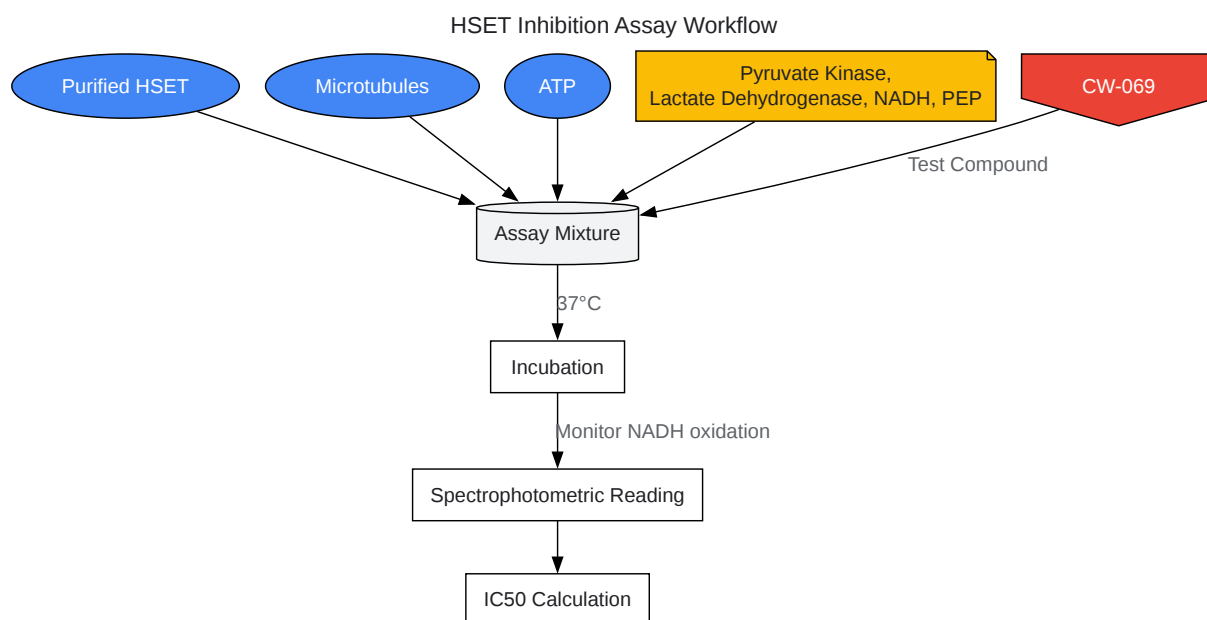 HSET Inhibition Assay Workflow
Purified HSET
Microtubules
ATP
Pyruvate Kinase,
Lactate Dehydrogenase, NADH, PEP
CW-069
Test Compound
Assay Mixture
37°C
Incubation
Monitor NADH oxidation
Spectrophotometric Reading
IC50 Calculation